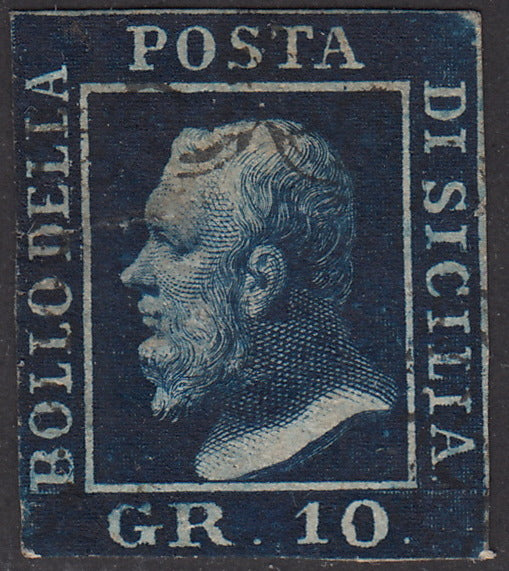 BOLLO DELLA
POSTA
DI SICILIA
GR. 10.